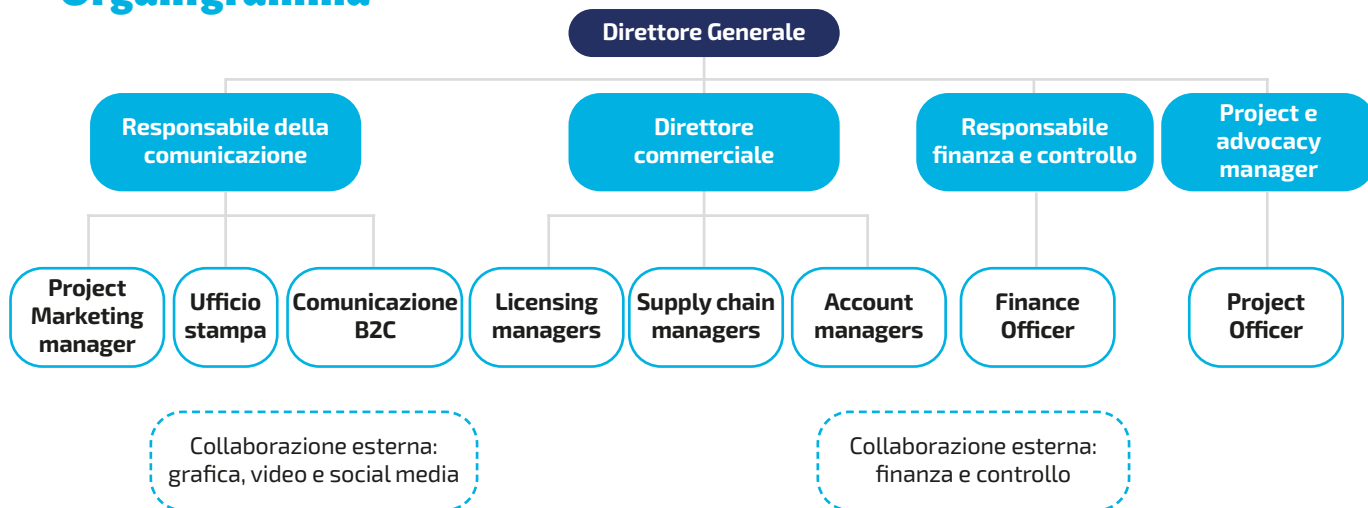 Direttore Generale
Responsabile della
comunicazione
Direttore
commerciale
Responsabile
finanza e controllo
Project e
advocacy
manager
Project
Marketing
manager
Ufficio
stampa
Comunicazione
B2C
Licensing
managers
Supply chain
managers
Account
managers
Finance
Officer
Project
Officer
Collaborazione esterna:
grafica, video e social media
Collaborazione esterna:
finanza e controllo